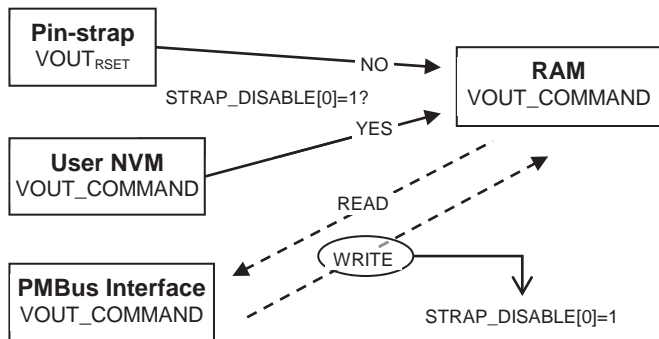 Pin-strap
VOUTRSET
NO
RAM
VOUT_COMMAND
STRAP_DISABLE[0]=1?
YES
User NVM
VOUT_COMMAND
READ
WRITE
PMBus Interface
VOUT_COMMAND
STRAP_DISABLE[0]=1